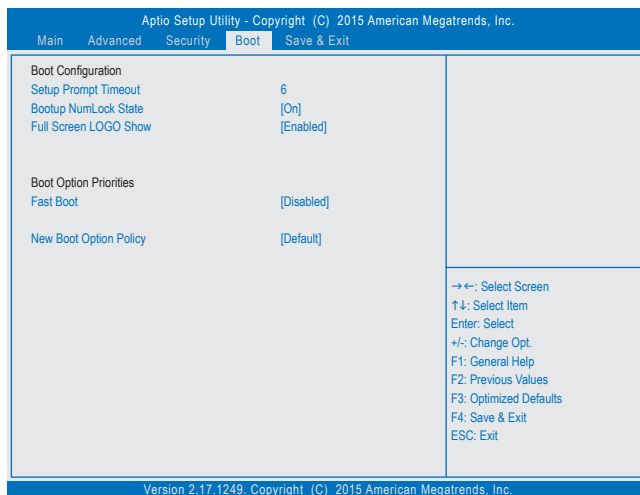 Aptio Setup Utility - Copyright (C) 2015 American Megatrends, Inc.
Main Advanced Security Boot Save & Exit
Boot Configuration
Setup Prompt Timeout 6
Bootup NumLock State [On]
Full Screen LOGO Show [Enabled]
Boot Option Priorities
Fast Boot [Disabled]
New Boot Option Policy [Default]
→←: Select Screen
↑↓: Select Item
Enter: Select
+/-: Change Opt.
F1: General Help
F2: Previous Values
F3: Optimized Defaults
F4: Save & Exit
ESC: Exit
Version 2.17.1249. Copyright (C) 2015 American Megatrends, Inc.